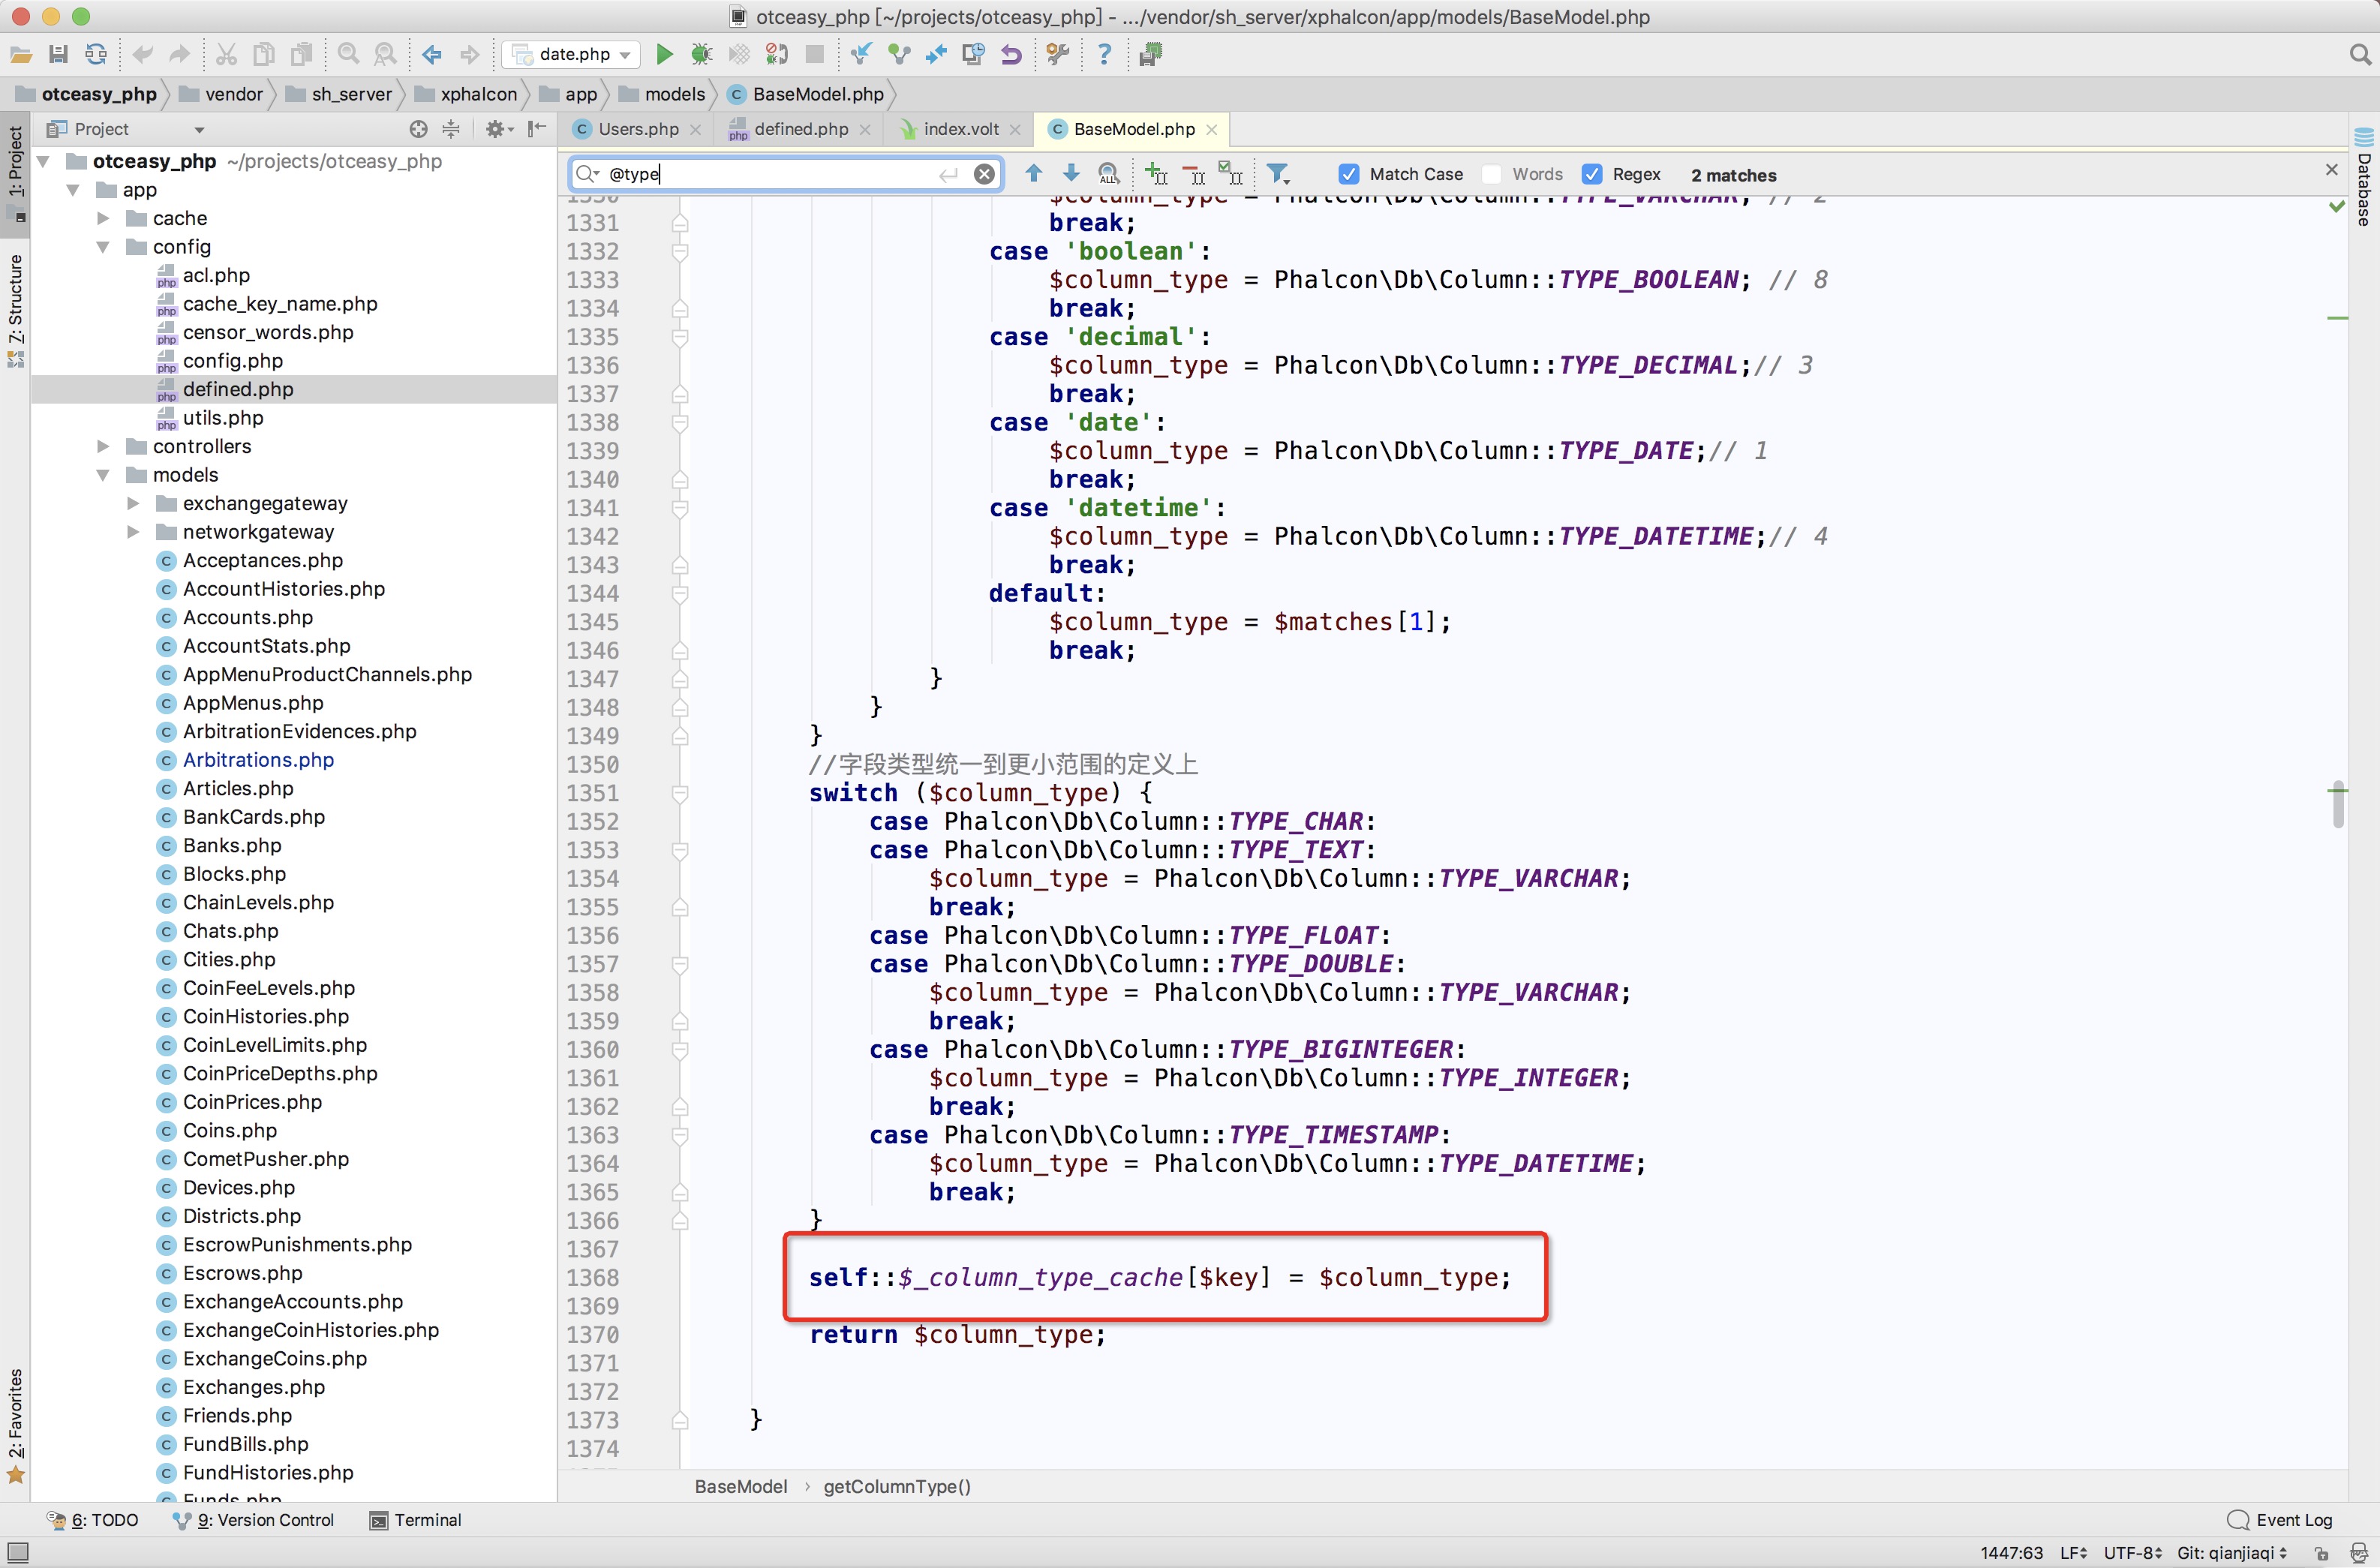 otceasy_php [~/projects/otceasy_php] - .../vendor/sh_server/xphalcon/app/models/BaseModel.php
date.php
otceasy_php vendor sh_server xphalcon app models BaseModel.php
Project
Users.php defined.php index.volt BaseModel.php
@type Match Case Words Regex 2 matches
1: Project
7: Structure
2: Favorites
Database
otceasy_php ~/projects/otceasy_php
app
cache
config
acl.php
cache_key_name.php
censor_words.php
config.php
defined.php
utils.php
controllers
models
exchangegateway
networkgateway
Acceptances.php
AccountHistories.php
Accounts.php
AccountStats.php
AppMenuProductChannels.php
AppMenus.php
ArbitrationEvidences.php
Arbitrations.php
Articles.php
BankCards.php
Banks.php
Blocks.php
ChainLevels.php
Chats.php
Cities.php
CoinFeeLevels.php
CoinHistories.php
CoinLevelLimits.php
CoinPriceDepths.php
CoinPrices.php
Coins.php
CometPusher.php
Devices.php
Districts.php
EscrowPunishments.php
Escrows.php
ExchangeAccounts.php
ExchangeCoinHistories.php
ExchangeCoins.php
Exchanges.php
Friends.php
FundBills.php
FundHistories.php
Funds.php
1330 $column_type = Phalcon\Db\Column::TYPE_VARCHAR; // 2
1331 break;
1332 case 'boolean':
1333 $column_type = Phalcon\Db\Column::TYPE_BOOLEAN; // 8
1334 break;
1335 case 'decimal':
1336 $column_type = Phalcon\Db\Column::TYPE_DECIMAL;// 3
1337 break;
1338 case 'date':
1339 $column_type = Phalcon\Db\Column::TYPE_DATE;// 1
1340 break;
1341 case 'datetime':
1342 $column_type = Phalcon\Db\Column::TYPE_DATETIME;// 4
1343 break;
1344 default:
1345 $column_type = $matches[1];
1346 break;
1347 }
1348 }
1349 }
1350 //字段类型统一到更小范围的定义上
1351 switch ($column_type) {
1352 case Phalcon\Db\Column::TYPE_CHAR:
1353 case Phalcon\Db\Column::TYPE_TEXT:
1354 $column_type = Phalcon\Db\Column::TYPE_VARCHAR;
1355 break;
1356 case Phalcon\Db\Column::TYPE_FLOAT:
1357 case Phalcon\Db\Column::TYPE_DOUBLE:
1358 $column_type = Phalcon\Db\Column::TYPE_VARCHAR;
1359 break;
1360 case Phalcon\Db\Column::TYPE_BIGINTEGER:
1361 $column_type = Phalcon\Db\Column::TYPE_INTEGER;
1362 break;
1363 case Phalcon\Db\Column::TYPE_TIMESTAMP:
1364 $column_type = Phalcon\Db\Column::TYPE_DATETIME;
1365 break;
1366 }
1367
1368 self::$_column_type_cache[$key] = $column_type;
1369
1370 return $column_type;
1371
1372
1373 }
1374
BaseModel › getColumnType()
6: TODO 9: Version Control Terminal Event Log
1447:63 LF UTF-8 Git: qianjiaqi